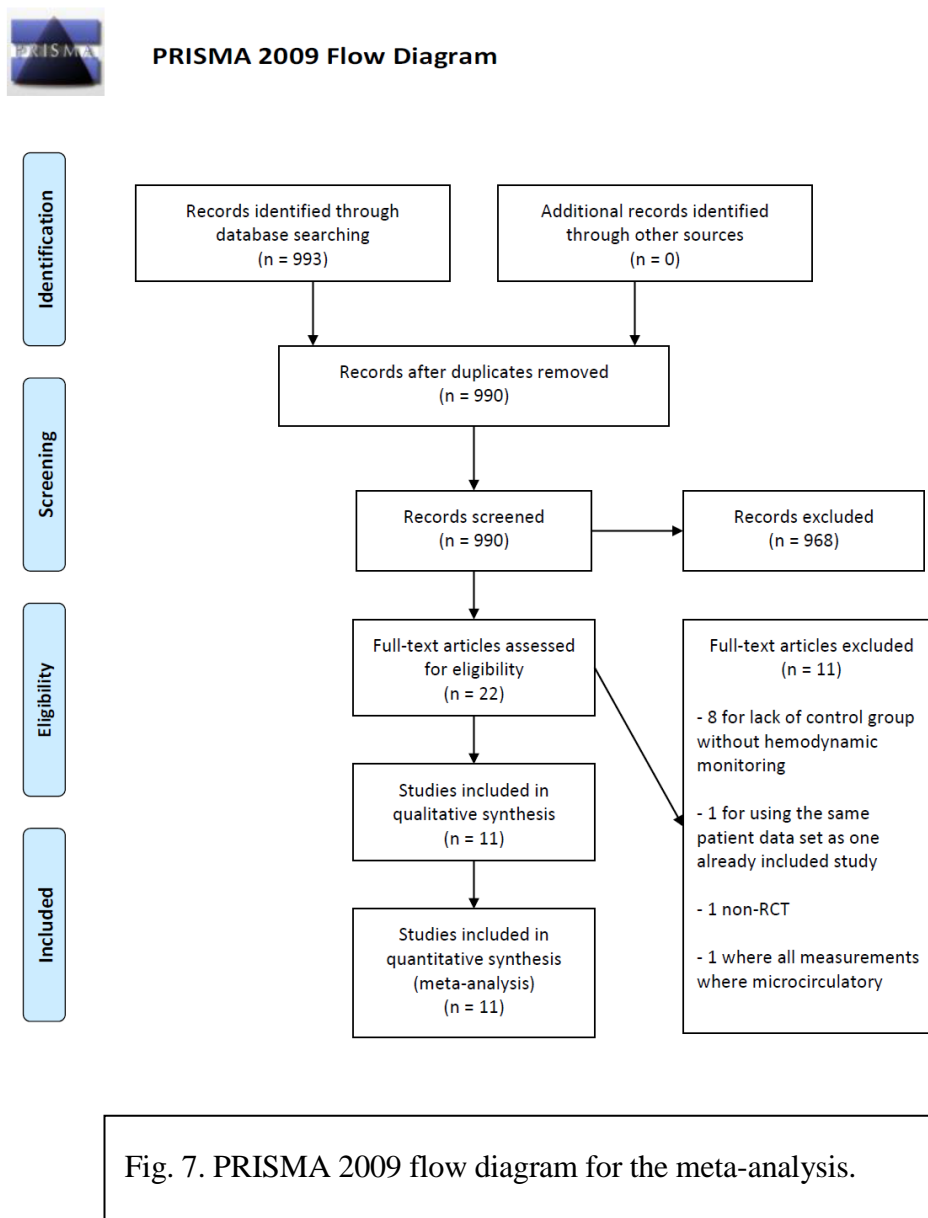 PRISMA
PRISMA 2009 Flow Diagram
Identification
Records identified through
database searching
(n = 993)
Additional records identified
through other sources
(n = 0)
Records after duplicates removed
(n = 990)
Screening
Records screened
(n = 990)
Records excluded
(n = 968)
Eligibility
Full-text articles assessed
for eligibility
(n = 22)
Full-text articles excluded
(n = 11)
- 8 for lack of control group
without hemodynamic
monitoring
- 1 for using the same
patient data set as one
already included study
- 1 non-RCT
- 1 where all measurements
where microcirculatory
Studies included in
qualitative synthesis
(n = 11)
Included
Studies included in
quantitative synthesis
(meta-analysis)
(n = 11)
Fig. 7. PRISMA 2009 flow diagram for the meta-analysis.